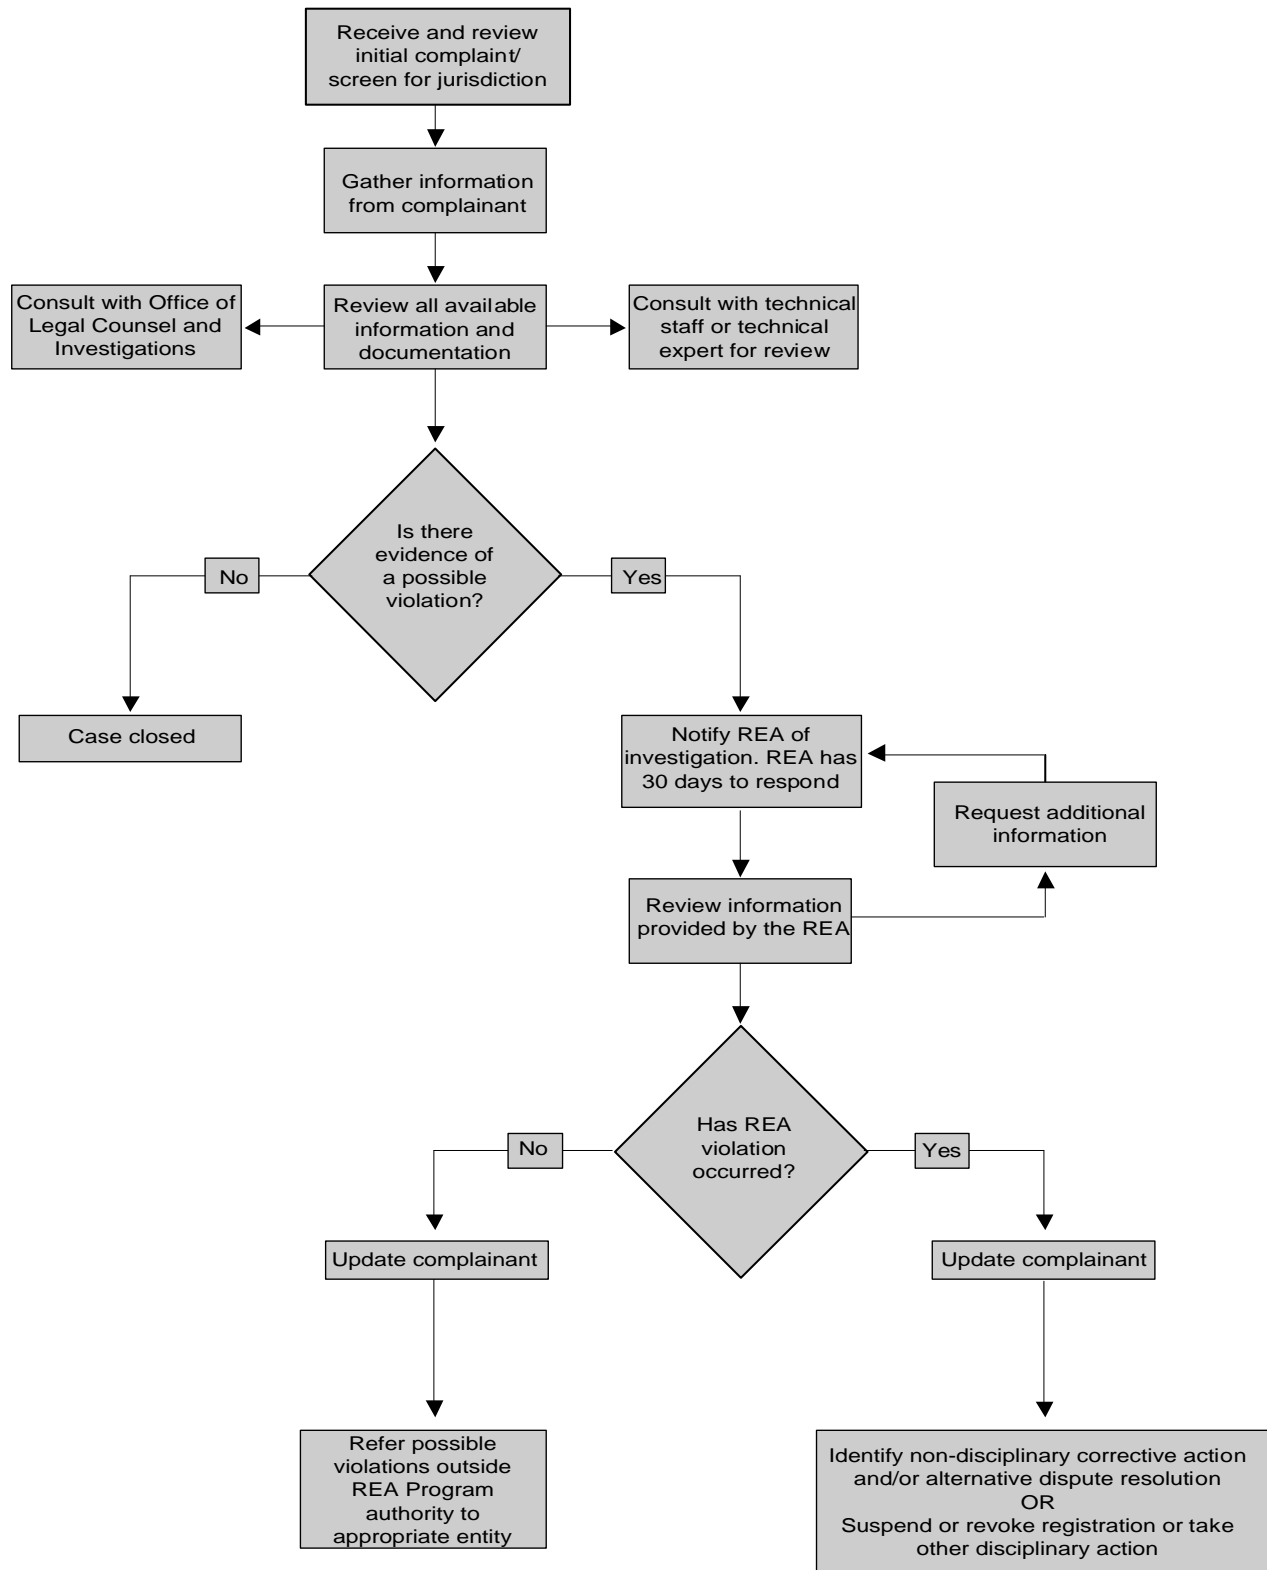 Receive and review
initial complaint/
screen for jurisdiction
Gather information
from complainant
Consult with Office of
Legal Counsel and
Investigations
Review all available
information and
documentation
Consult with technical
staff or technical
expert for review
Is there
evidence of
a possible
violation?
No
Yes
Case closed
Notify REA of
investigation. REA has
30 days to respond
Request additional
information
Review information
provided by the REA
Has REA
violation
occurred?
No
Yes
Update complainant
Update complainant
Refer possible
violations outside
REA Program
authority to
appropriate entity
Identify non-disciplinary corrective action
and/or alternative dispute resolution
OR
Suspend or revoke registration or take
other disciplinary action